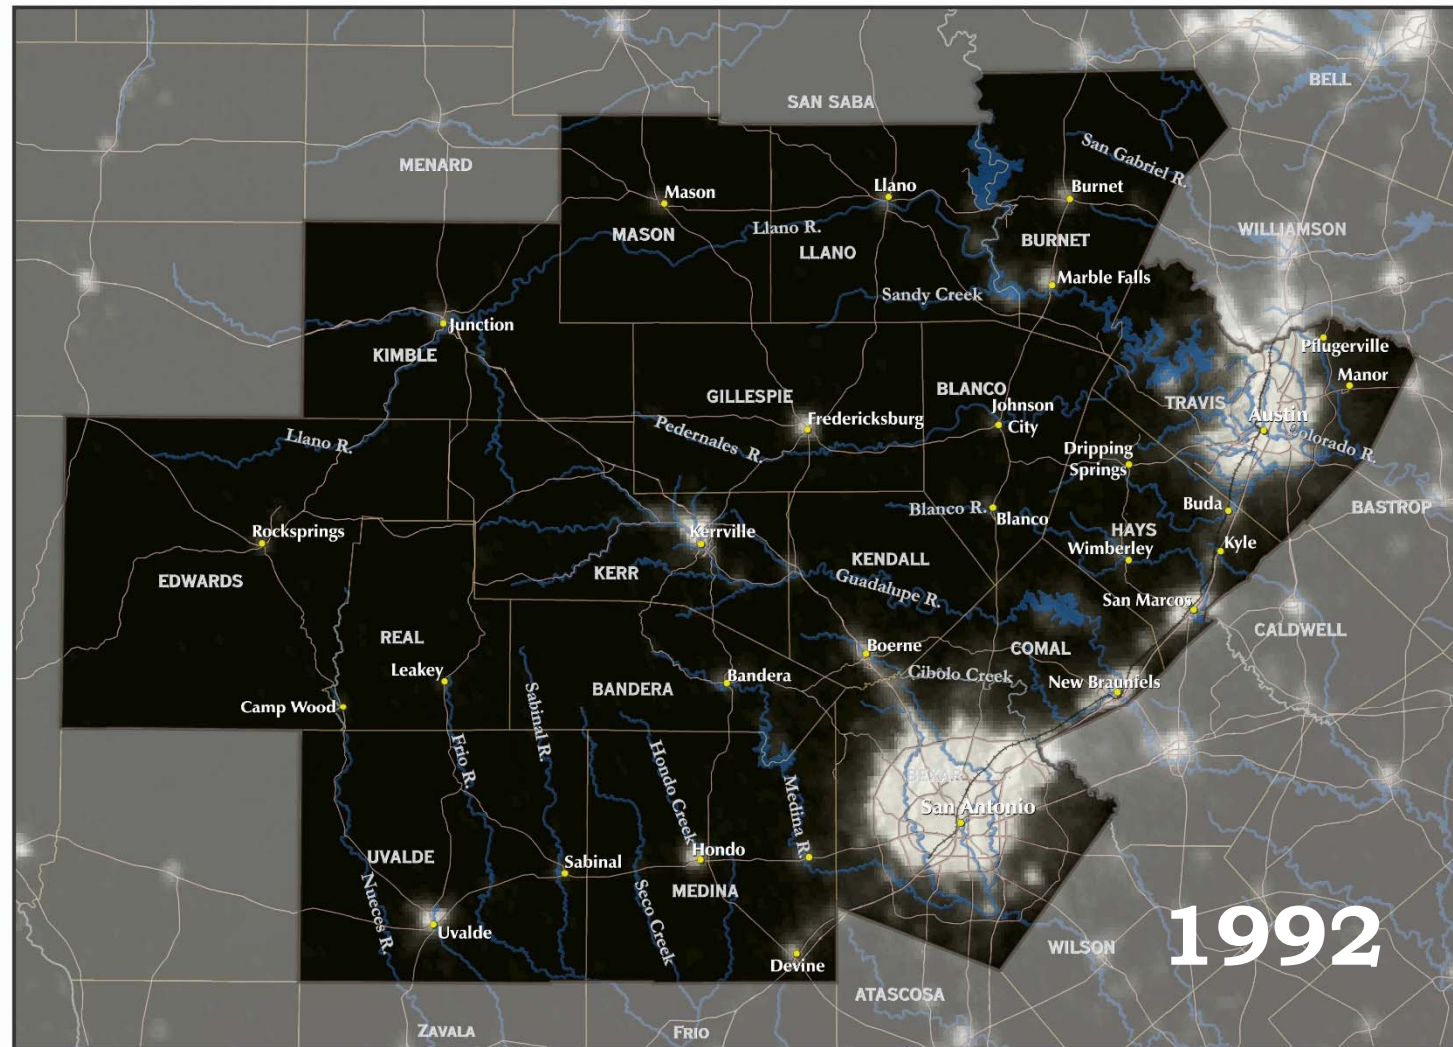 BELL
SAN SABA
MENARD
San Gabriel R.
Mason
Llano
Burnet
MASON
Llano R.
LLANO
BURNET
WILLIAMSON
Sandy Creek
Marble Falls
Junction
KIMBLE
Pflugerville
Manor
GILLESPIE
BLANCO
TRAVIS
Johnson
City
Fredericksburg
Austin
Llano R.
Pedernales R.
Colorado R.
Dripping
Springs
Buda
BASTROP
Rocksprings
Kerrville
Blanco R.
Blanco
HAYS
Wimberley
Kyle
EDWARDS
KERR
KENDALL
Guadalupe R.
San Marcos
CALDWELL
REAL
Leakey
Boerne
COMAL
Bandera
BANDERA
Cibolo Creek
New Braunfels
Camp Wood
Sabinal R.
Frio R.
Hondo Creek
Medina R.
BEXAR
San Antonio
UVALDE
Sabinal
Hondo
MEDINA
Nueces R.
Seco Creek
Uvalde
Devine
WILSON
1992
ATASCOSA
ZAVALA
FRIO